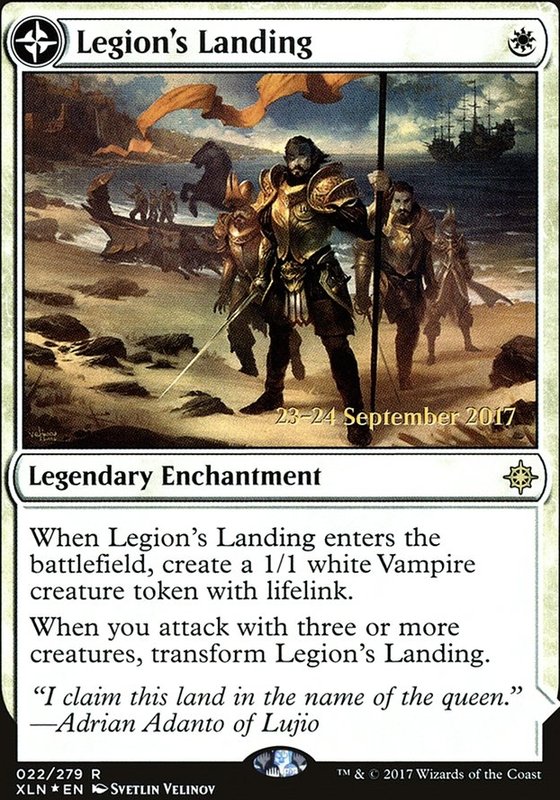 Legion's Landing
23-24 September 2017
Legendary Enchantment
When Legion's Landing enters the
battlefield, create a 1/1 white Vampire
creature token with lifelink.
When you attack with three or more
creatures, transform Legion's Landing.
“I claim this land in the name of the queen.”
—Adrian Adanto of Lujio
022/279 R
XLN★EN Svetlin Velinov
™ & © 2017 Wizards of the Coast